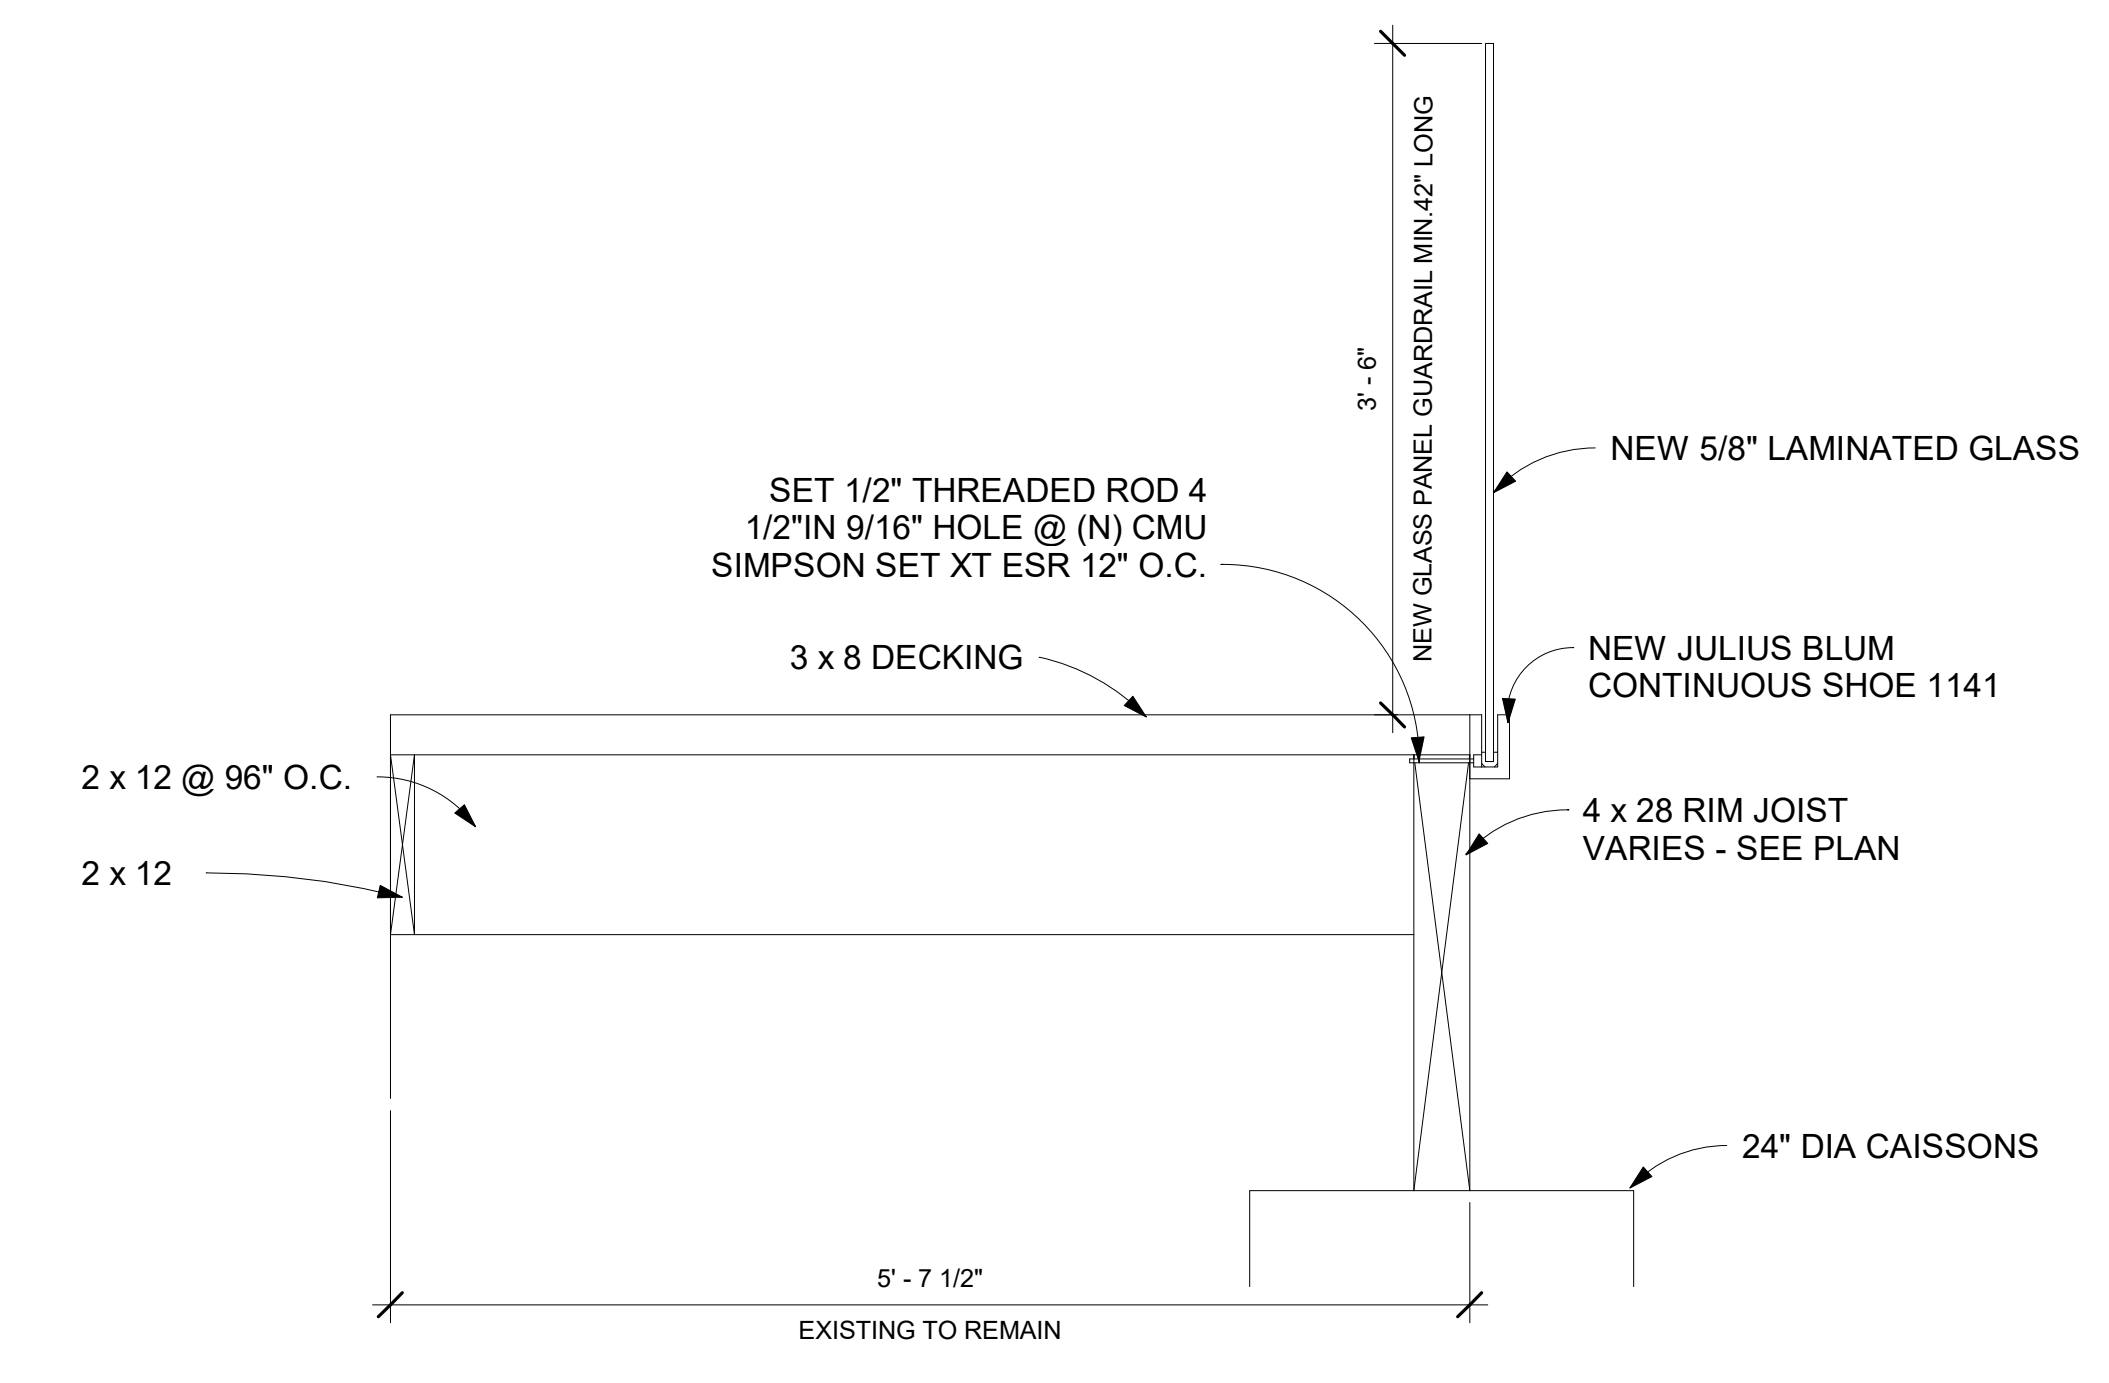 NEW GLASS PANEL GUARDRAIL MIN.42" LONG
3' - 6"
NEW 5/8" LAMINATED GLASS
SET 1/2" THREADED ROD 4
1/2"IN 9/16" HOLE @ (N) CMU
SIMPSON SET XT ESR 12" O.C.
3 x 8 DECKING
NEW JULIUS BLUM
CONTINUOUS SHOE 1141
2 x 12 @ 96" O.C.
4 x 28 RIM JOIST
VARIES - SEE PLAN
2 x 12
24" DIA CAISSONS
5' - 7 1/2"
EXISTING TO REMAIN